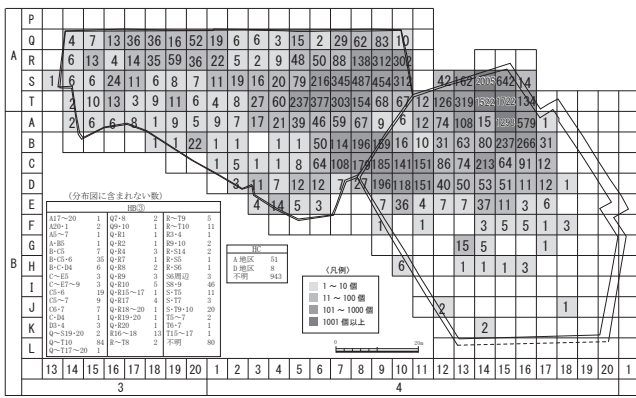 P
A Q 4 7 13 36 36 16 52 19 6 6 3 15 2 29 62 83 10
R 6 13 4 14 35 59 36 22 5 2 9 48 50 88 138 312 302
S 1 6 6 24 11 6 8 7 11 19 16 20 79 216 345 487 454 312 42 162 2005 642 14
T 2 10 13 3 9 11 6 4 8 27 60 237 377 303 154 68 67 12 126 319 1522 1722 134
A 2 6 6 8 1 9 5 9 7 17 21 39 46 59 67 9 6 12 74 108 15 1290 579 1
B 1 22 1 1 1 1 50 114 196 159 16 10 31 63 80 237 266 31
C 1 5 1 1 8 64 108 179 185 141 151 86 74 213 64 91 12
D 3 11 7 12 12 7 27 196 118 151 40 50 53 51 11 12 1
E 4 14 5 3 7 36 4 7 7 37 11 3 6
F 1 1 3 5 5 1 3
B G 15 5 1
H 6 1 1 1 3
I
J 2 1
K 2
L
13 14 15 16 17 18 19 20 1 2 3 4 5 6 7 8 9 10 11 12 13 14 15 16 17 18 19 20 1
3 4
(分布図に含まれない数)
HB③
A17～20 1
A20・1 2
A5～7 1
A・B5 1
B・C5 7
B・C5・6 35
B・C・D4 6
C～E5 3
C～E7～9 3
C5・6 19
C5～7 9
C6・7 7
C・D4 1
D3・4 3
Q～S19・20 2
Q～T10 84
Q～T17～20 1
Q7・8 2
Q9・10 1
Q・R1 1
Q・R2 1
Q・R4 3
Q・R7 1
Q・R8 2
Q・R9 3
Q・R10 5
Q・R15～17 1
Q・R17 4
Q・R18～20 1
Q・R19・20 1
Q・R20 1
R16～18 13
R～T8 2
R～T9 5
R～T10 11
R3・4 1
R9・10 2
R・S14 2
R・S5 1
R・S6 1
S6周辺 3
S8・9 46
S・T5 11
S・T7 3
S・T9・10 20
T5～7 2
T6・7 1
T15～17 1
不明 80
HC
A地区 51
D地区 8
不明 943
(凡例)
1～10個
11～100個
101～1000個
1001個以上
0 20m